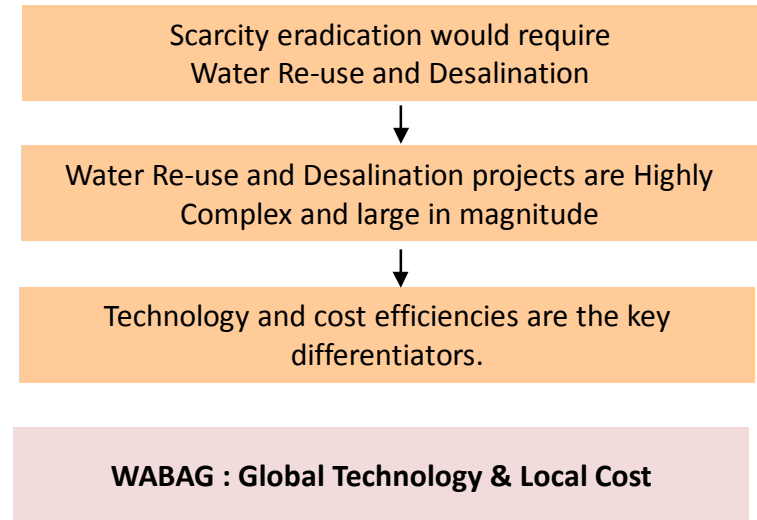 Scarcity eradication would require
Water Re-use and Desalination
Water Re-use and Desalination projects are Highly
Complex and large in magnitude
Technology and cost efficiencies are the key
differentiators.
WABAG : Global Technology & Local Cost